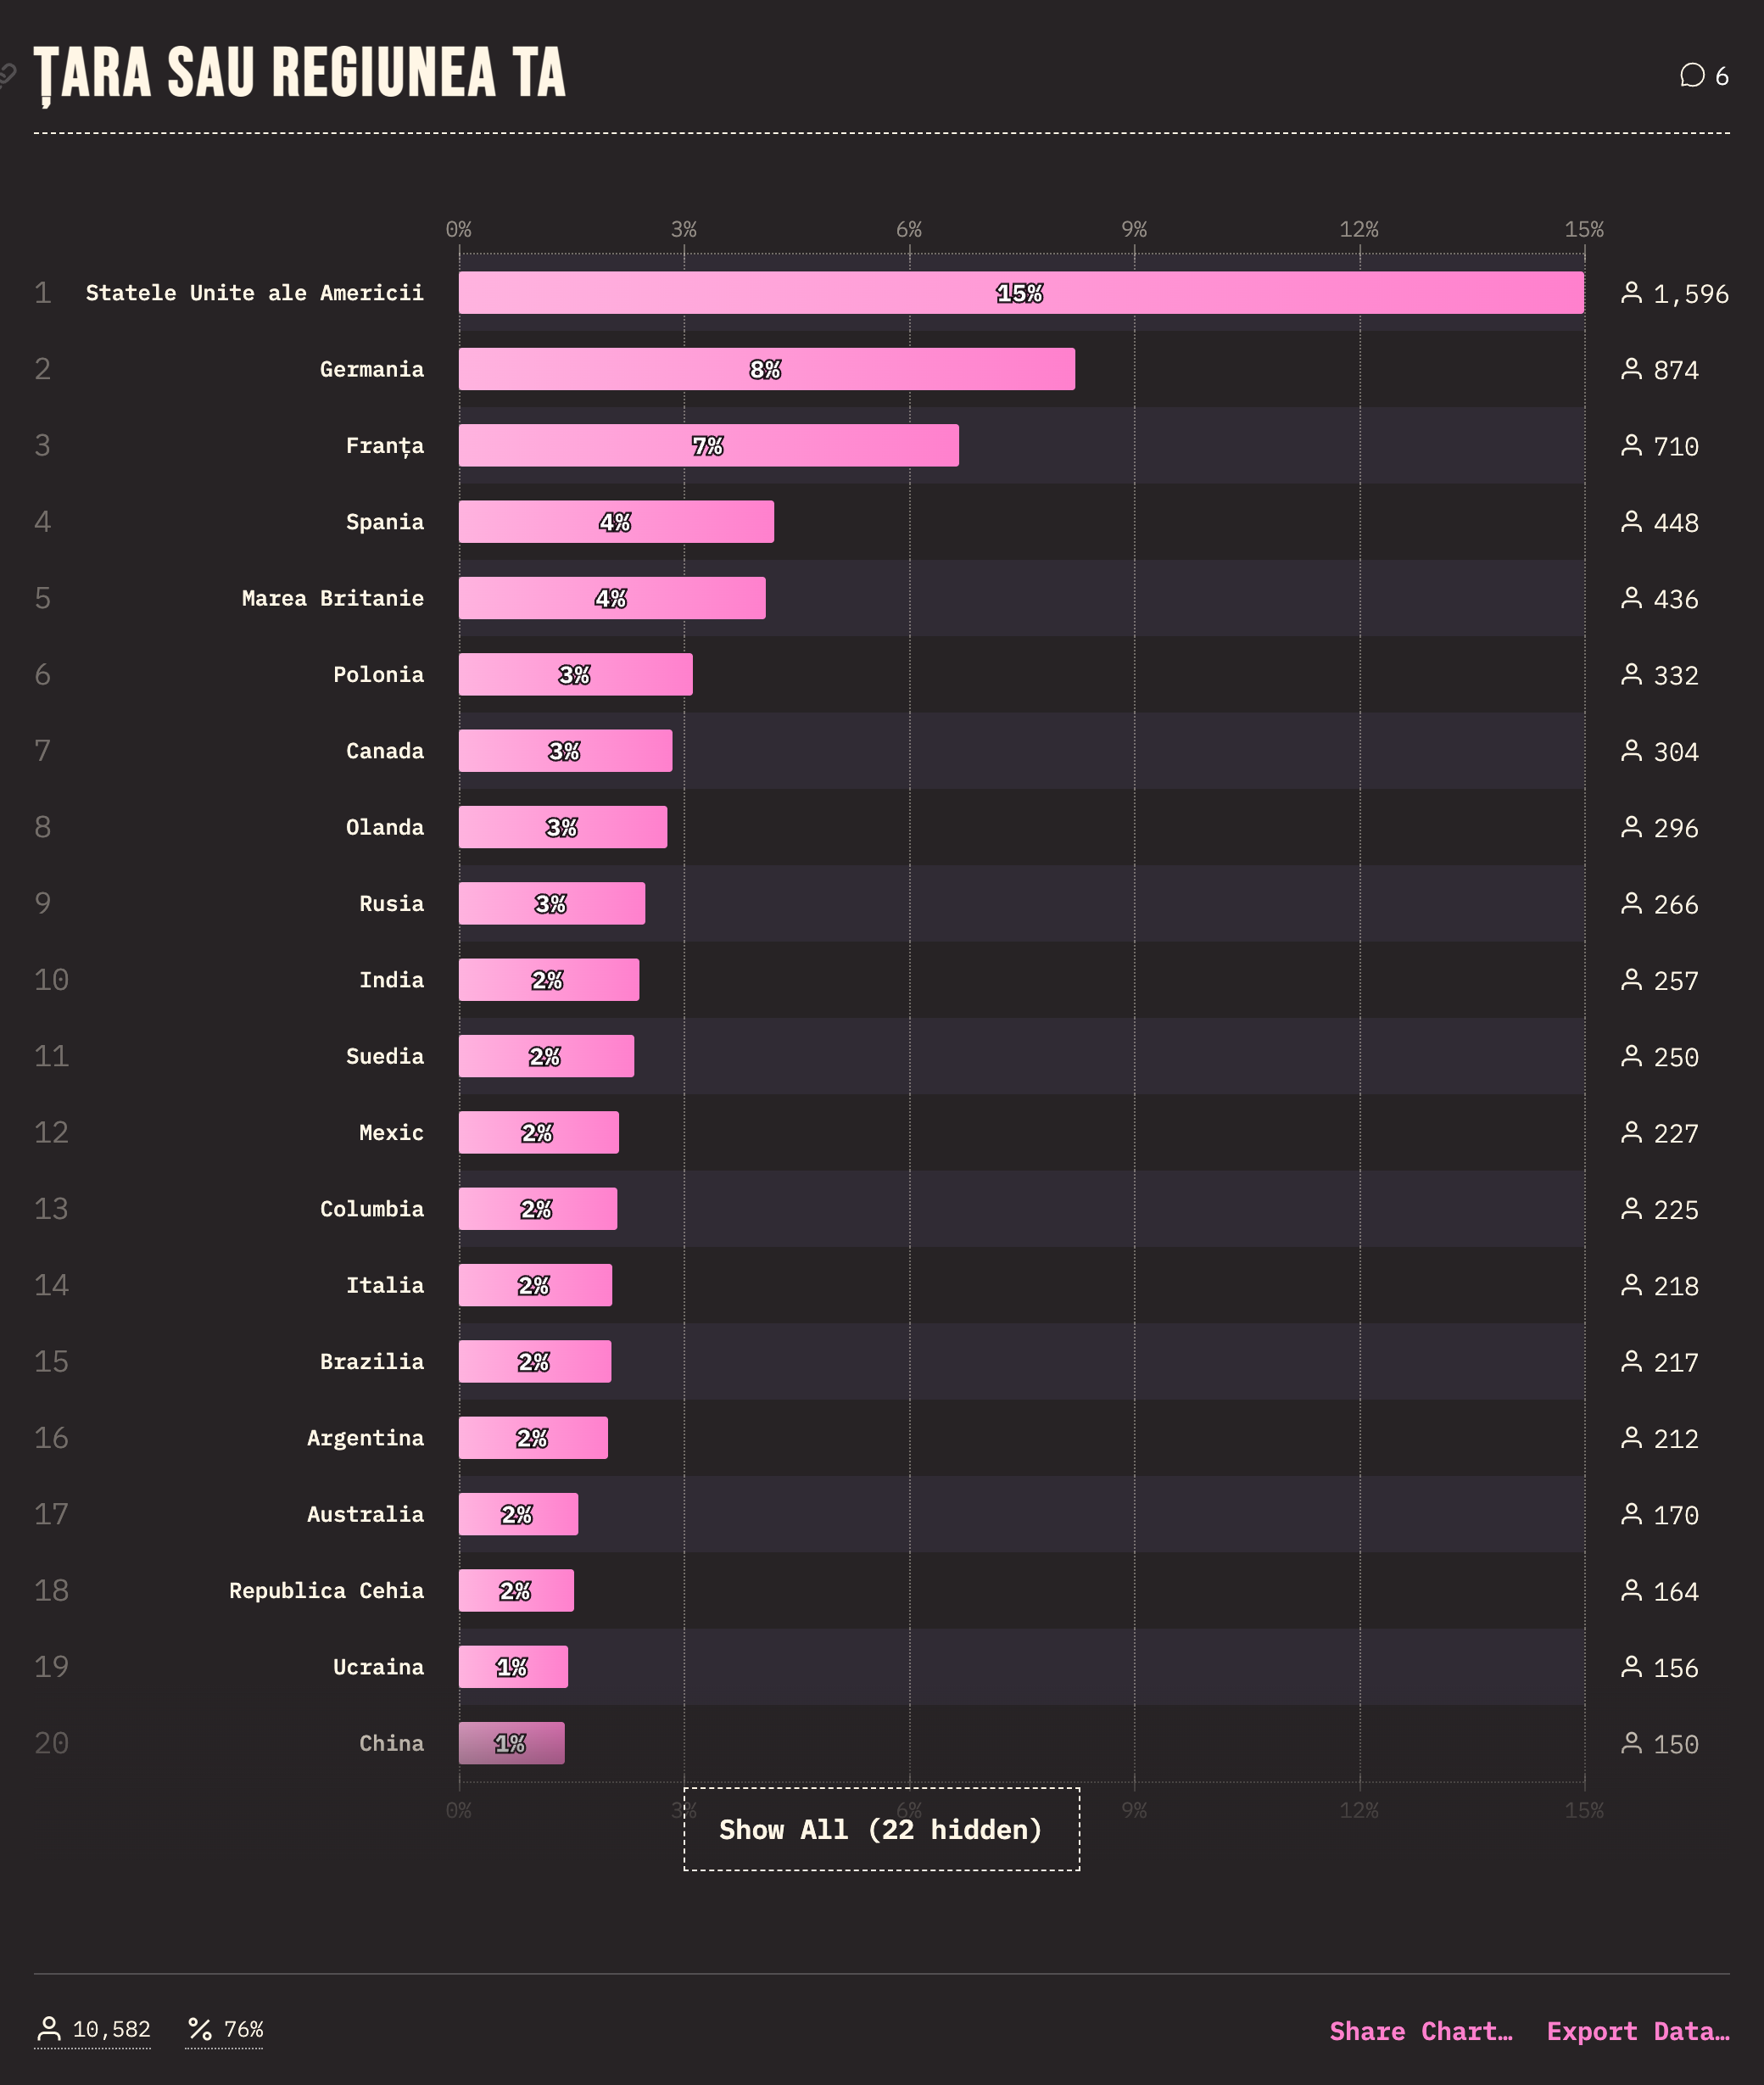 ȚARA SAU REGIUNEA TA
6
0% 3% 6% 9% 12% 15%
1 Statele Unite ale Americii 15% 1,596
2 Germania 8% 874
3 Franța 7% 710
4 Spania 4% 448
5 Marea Britanie 4% 436
6 Polonia 3% 332
7 Canada 3% 304
8 Olanda 3% 296
9 Rusia 3% 266
10 India 2% 257
11 Suedia 2% 250
12 Mexic 2% 227
13 Columbia 2% 225
14 Italia 2% 218
15 Brazilia 2% 217
16 Argentina 2% 212
17 Australia 2% 170
18 Republica Cehia 2% 164
19 Ucraina 1% 156
20 China 1% 150
0% 3% 6% 9% 12% 15%
Show All (22 hidden)
10,582 % 76% Share Chart… Export Data…